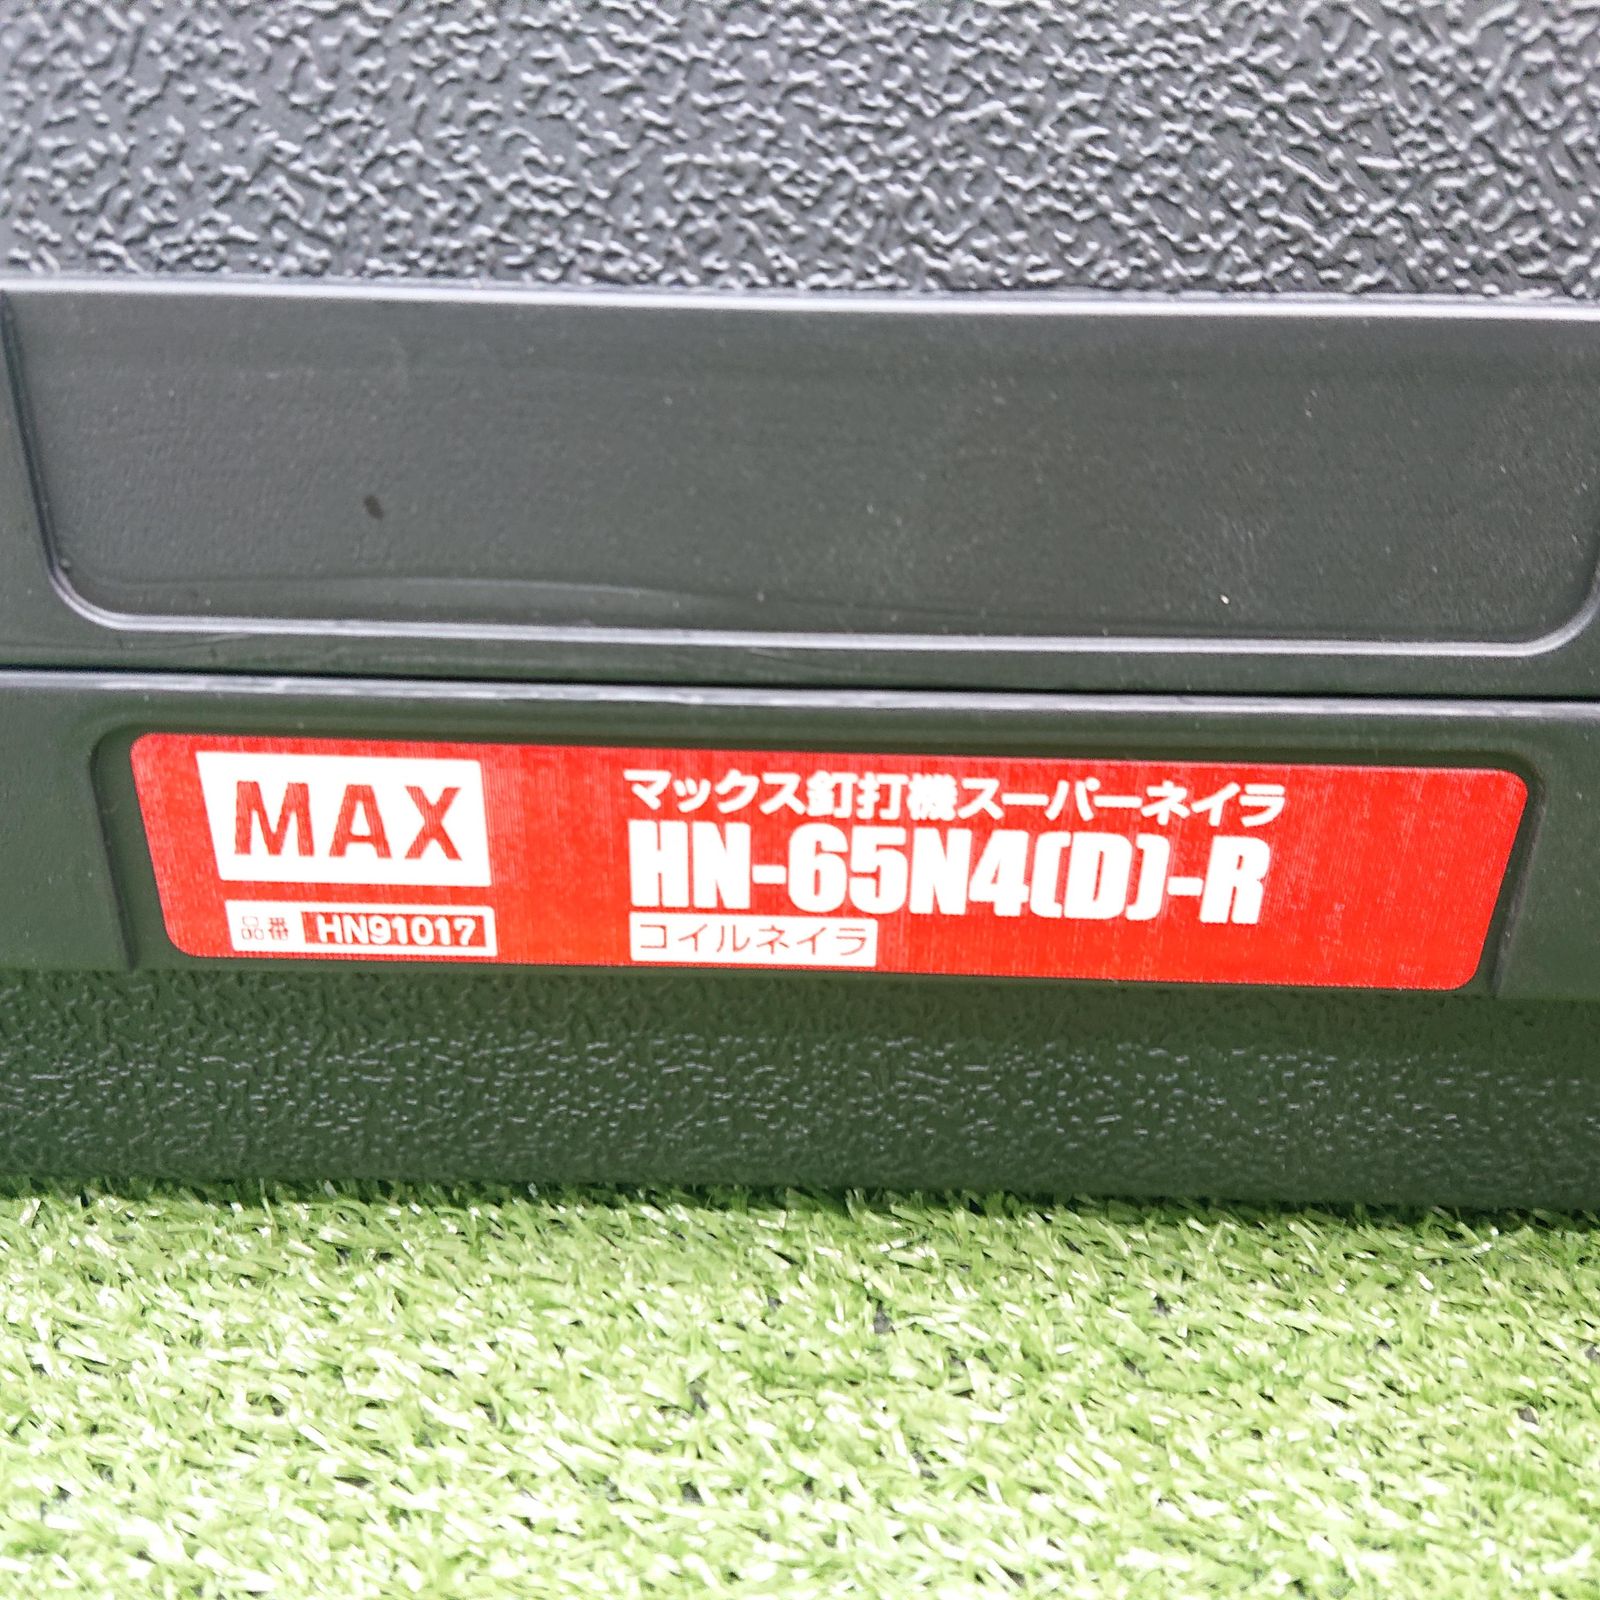 MAX
品番 HN91017
マックス釘打機スーパーネイラ
HN-65N4(D)-R
コイルネイラ